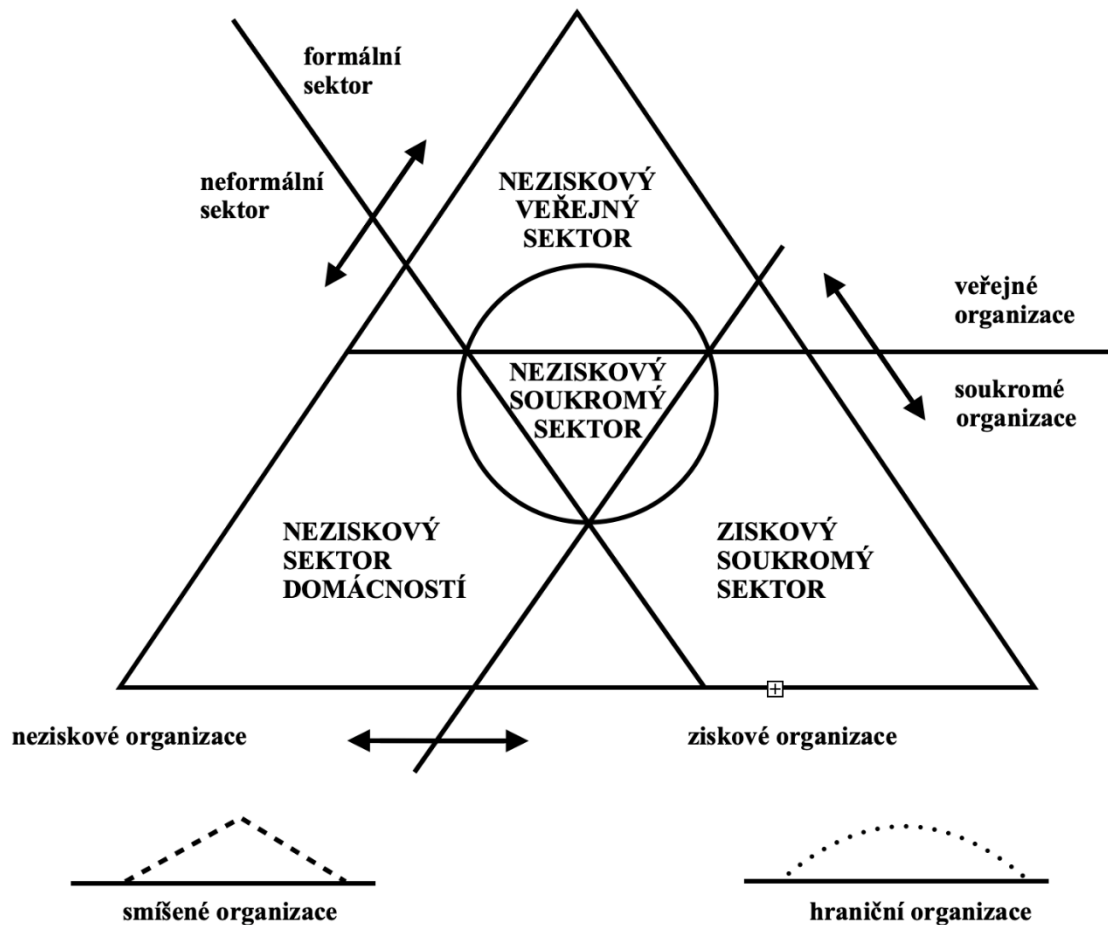 formální
sektor
neformální
sektor
NEZISKOVÝ
VEŘEJNÝ
SEKTOR
veřejné
organizace
NEZISKOVÝ
SOUKROMÝ
SEKTOR
soukromé
organizace
NEZISKOVÝ
SEKTOR
DOMÁCNOSTÍ
ZISKOVÝ
SOUKROMÝ
SEKTOR
neziskové organizace
ziskové organizace
smíšené organizace
hraniční organizace